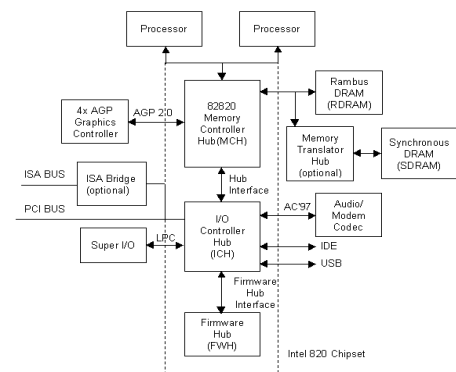 Processor
Processor
4x AGP
Graphics
Controller
AGP 2.0
82820
Memory
Controller
Hub(MCH)
Rambus
DRAM
(RDRAM)
Memory
Translator
Hub
(optional)
Synchronous
DRAM
(SDRAM)
ISA BUS
ISA Bridge
(optional)
Hub
Interface
PCI BUS
I/O
Controller
Hub
(ICH)
AC'97
Audio/
Modem
Codec
Super I/O
LPC
IDE
USB
Firmware
Hub
Interface
Firmware
Hub
(FWH)
Intel 820 Chipset